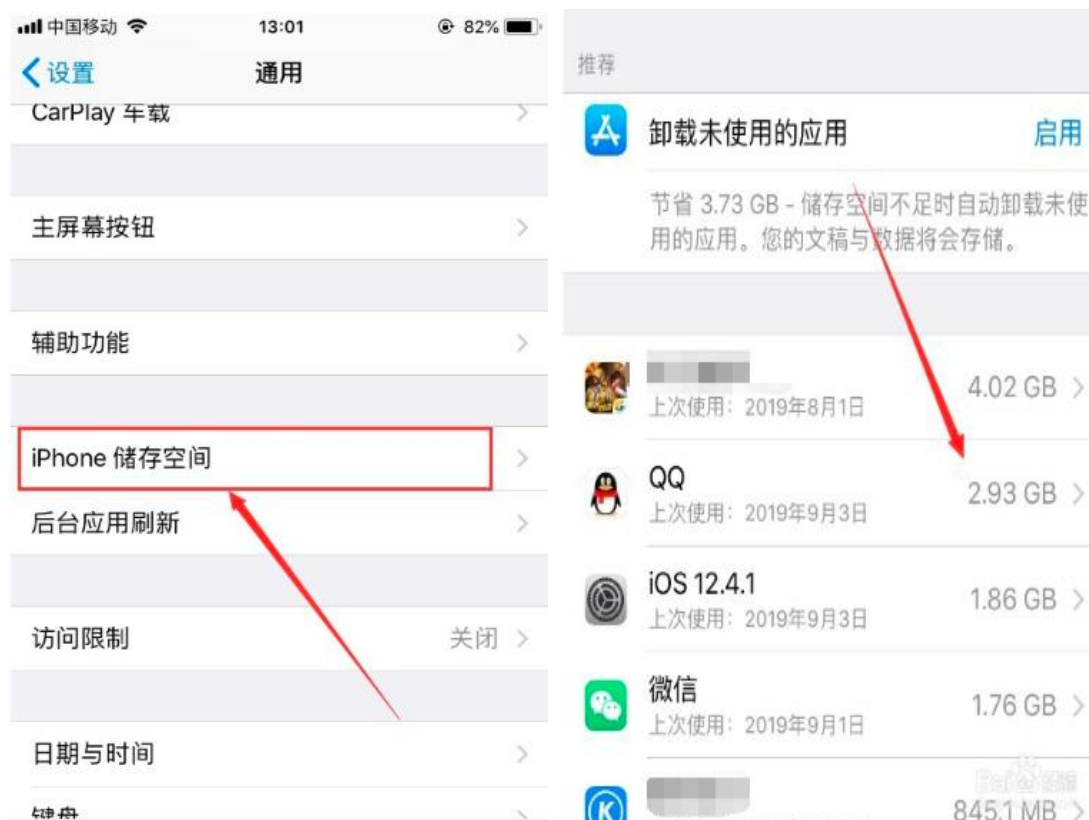 中国移动
13:01
82%
设置
通用
CarPlay 车载
主屏幕按钮
辅助功能
iPhone 储存空间
后台应用刷新
访问限制
关闭
日期与时间
键盘
推荐
卸载未使用的应用
启用
节省 3.73 GB - 储存空间不足时自动卸载未使
用的应用。您的文稿与数据将会存储。
4.02 GB
上次使用：2019年8月1日
QQ
2.93 GB
上次使用：2019年9月3日
iOS 12.4.1
1.86 GB
上次使用：2019年9月3日
微信
1.76 GB
上次使用：2019年9月1日
845.1 MB